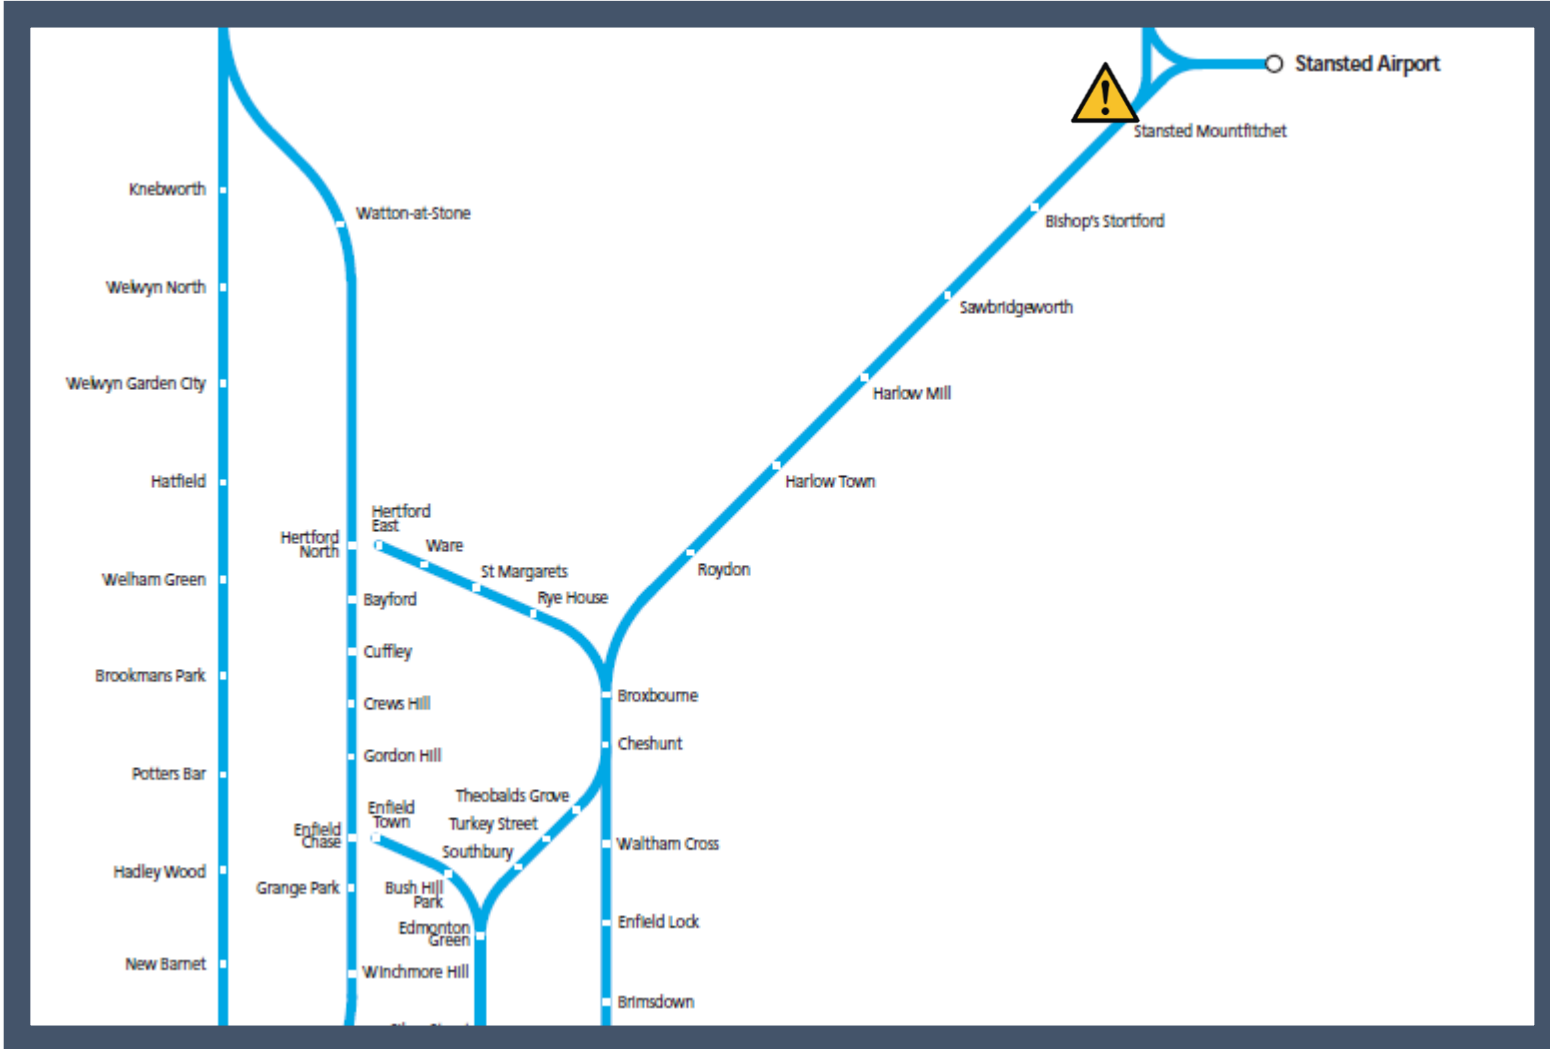 Stansted Airport
Stansted Mountfitchet
Knebworth
Watton-at-Stone
Bishop's Stortford
Welwyn North
Sawbridgeworth
Welwyn Garden City
Harlow Mill
Hatfield
Harlow Town
Hertford
East
Hertford
North
Ware
St Margarets
Roydon
Welham Green
Rye House
Bayford
Cuffley
Brookmans Park
Broxbourne
Crews Hill
Cheshunt
Gordon Hill
Potters Bar
Theobalds Grove
Enfield
Town
Turkey Street
Enfield
Chase
Waltham Cross
Southbury
Hadley Wood
Grange Park
Bush Hill
Park
Edmonton
Green
Enfield Lock
New Barnet
Winchmore Hill
Brimsdown